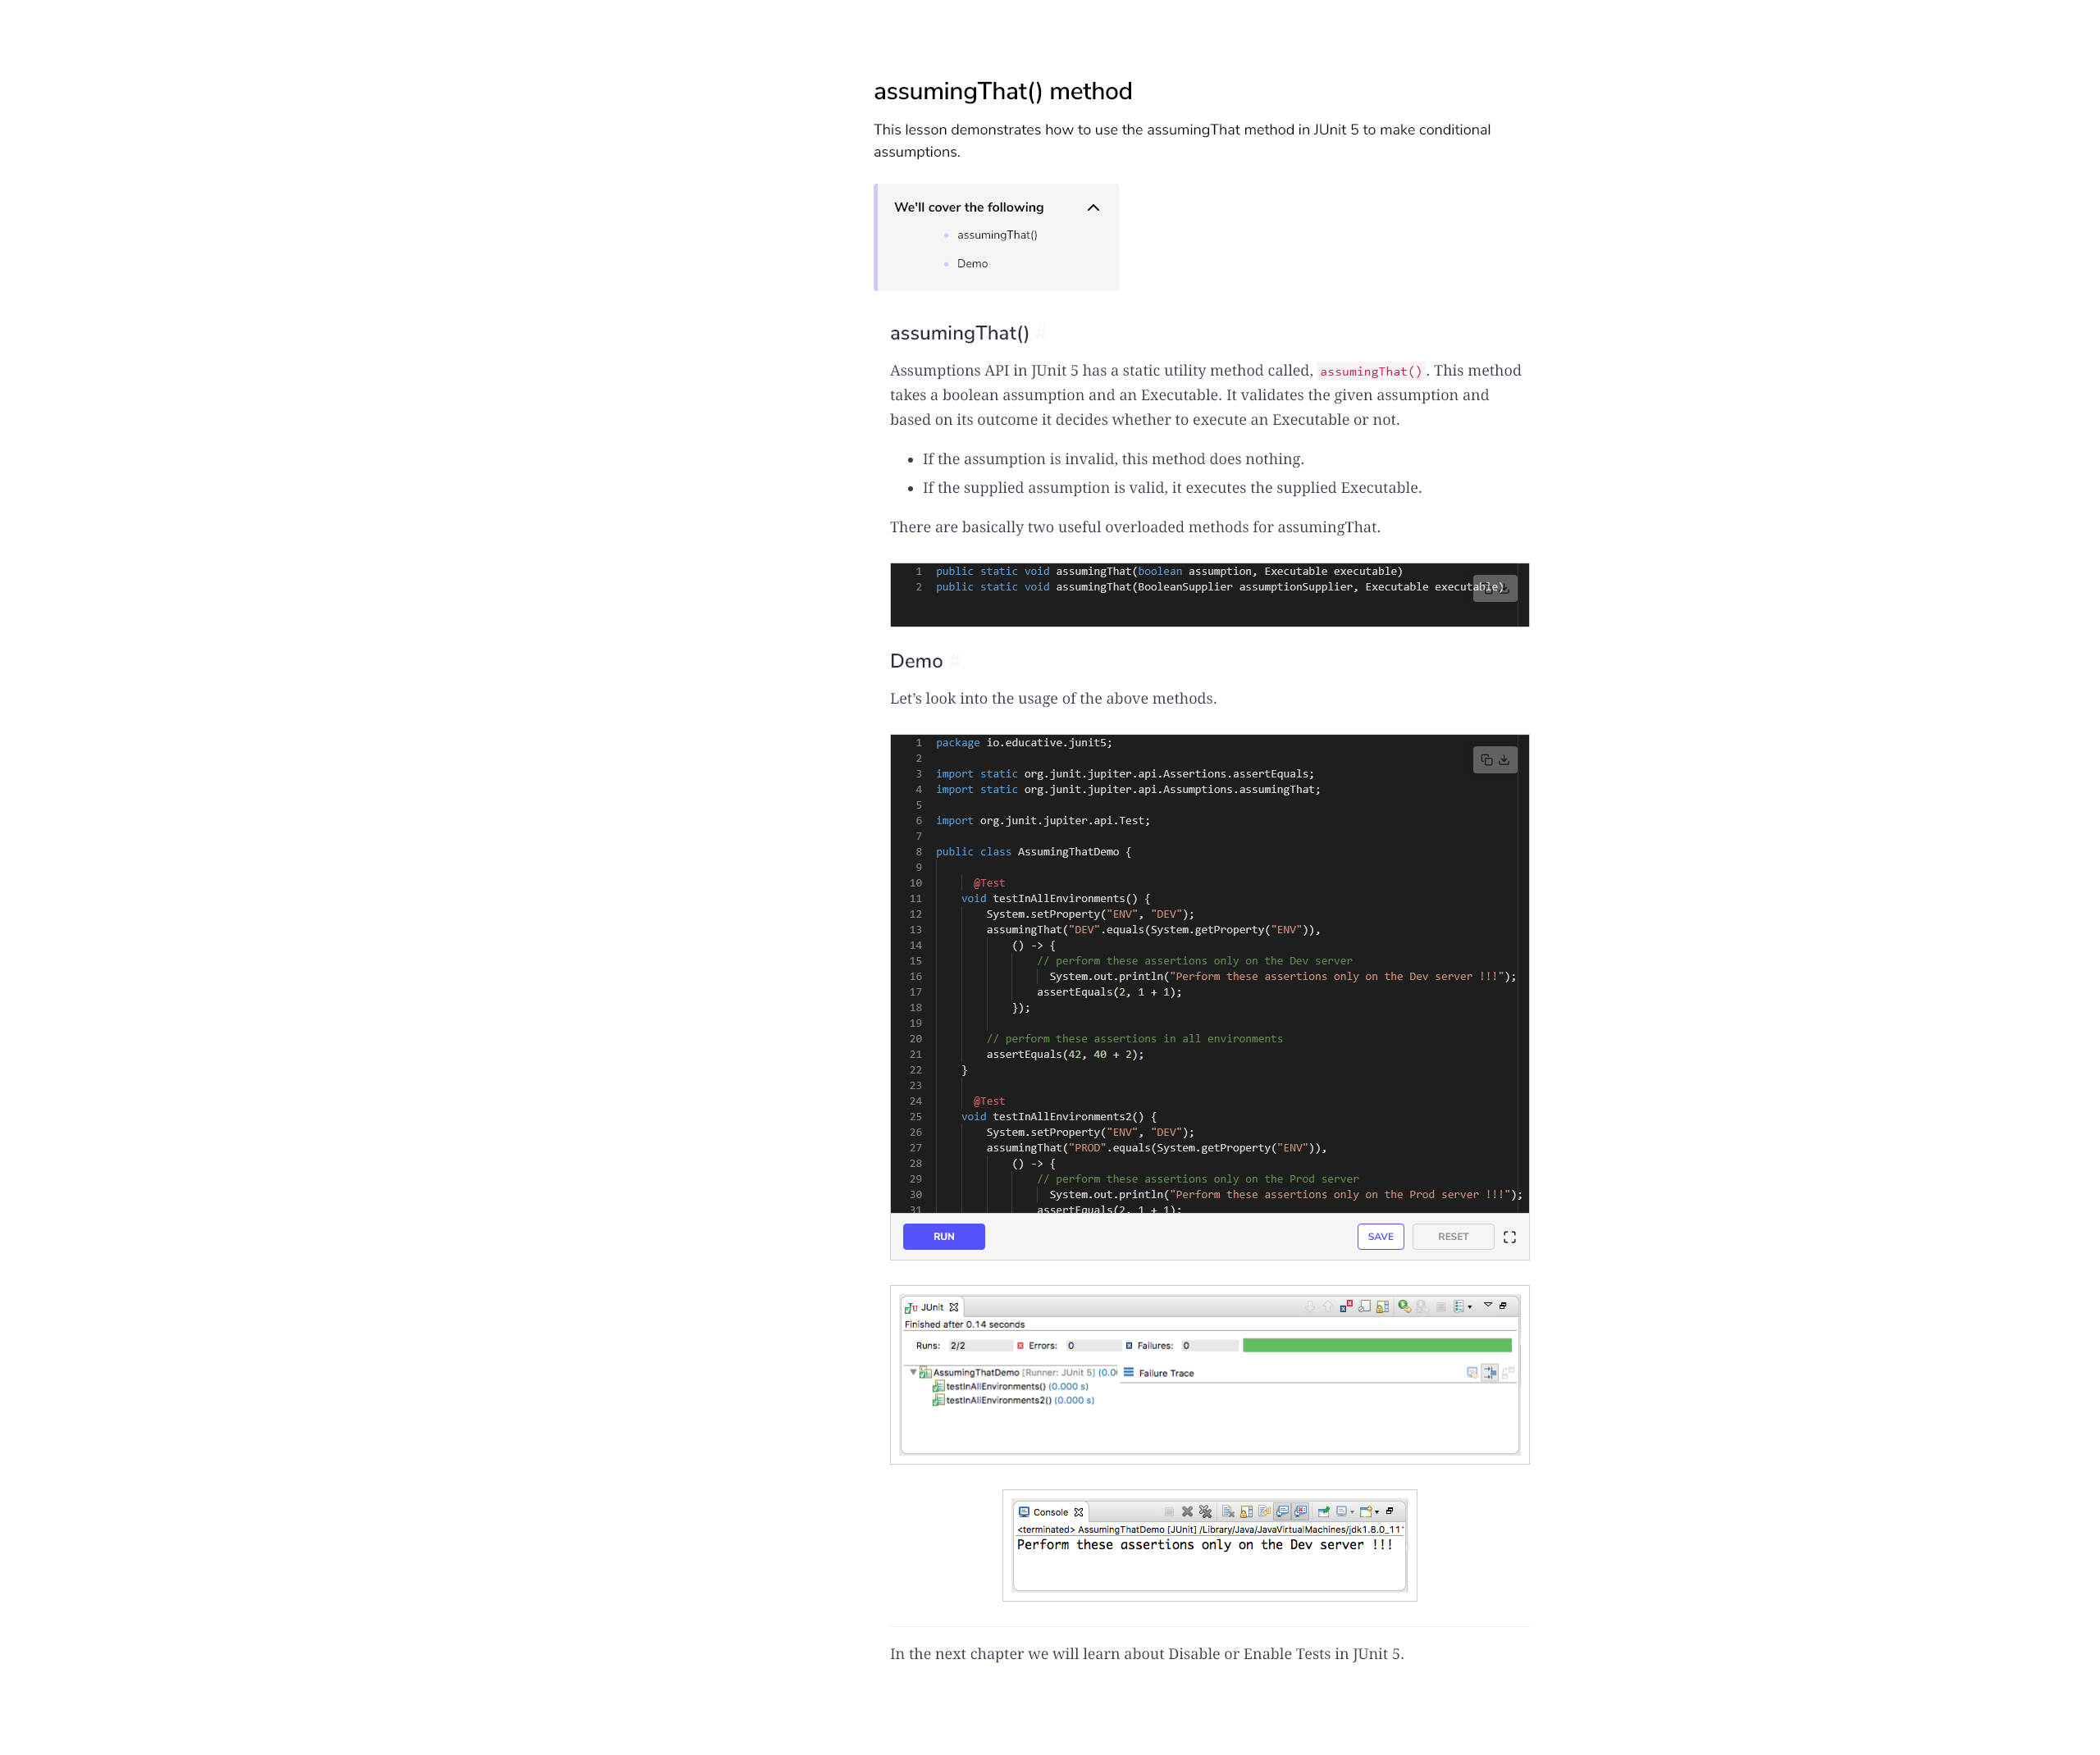 assumingThat() method
This lesson demonstrates how to use the assumingThat method in JUnit 5 to make conditional
assumptions.
We'll cover the following
assumingThat()
Demo
assumingThat() #
Assumptions API in JUnit 5 has a static utility method called, assumingThat() . This method
takes a boolean assumption and an Executable. It validates the given assumption and
based on its outcome it decides whether to execute an Executable or not.
If the assumption is invalid, this method does nothing.
If the supplied assumption is valid, it executes the supplied Executable.
There are basically two useful overloaded methods for assumingThat.
1 public static void assumingThat(boolean assumption, Executable executable)
2 public static void assumingThat(BooleanSupplier assumptionSupplier, Executable executable)
Demo #
Let’s look into the usage of the above methods.
1 package io.educative.junit5;
2
3 import static org.junit.jupiter.api.Assertions.assertEquals;
4 import static org.junit.jupiter.api.Assumptions.assumingThat;
5
6 import org.junit.jupiter.api.Test;
7
8 public class AssumingThatDemo {
9
10 @Test
11 void testInAllEnvironments() {
12 System.setProperty("ENV", "DEV");
13 assumingThat("DEV".equals(System.getProperty("ENV")),
14 () -> {
15 // perform these assertions only on the Dev server
16 System.out.println("Perform these assertions only on the Dev server !!!");
17 assertEquals(2, 1 + 1);
18 });
19
20 // perform these assertions in all environments
21 assertEquals(42, 40 + 2);
22 }
23
24 @Test
25 void testInAllEnvironments2() {
26 System.setProperty("ENV", "DEV");
27 assumingThat("PROD".equals(System.getProperty("ENV")),
28 () -> {
29 // perform these assertions only on the Prod server
30 System.out.println("Perform these assertions only on the Prod server !!!");
31 assertEquals(2, 1 + 1);
RUN SAVE RESET
JUnit
Finished after 0.14 seconds
Runs: 2/2 Errors: 0 Failures: 0
AssumingThatDemo [Runner: JUnit 5] (0.0 Failure Trace
testInAllEnvironments() (0.000 s)
testInAllEnvironments2() (0.000 s)
Console
<terminated> AssumingThatDemo [JUnit] /Library/Java/JavaVirtualMachines/jdk1.8.0_11
Perform these assertions only on the Dev server !!!
In the next chapter we will learn about Disable or Enable Tests in JUnit 5.